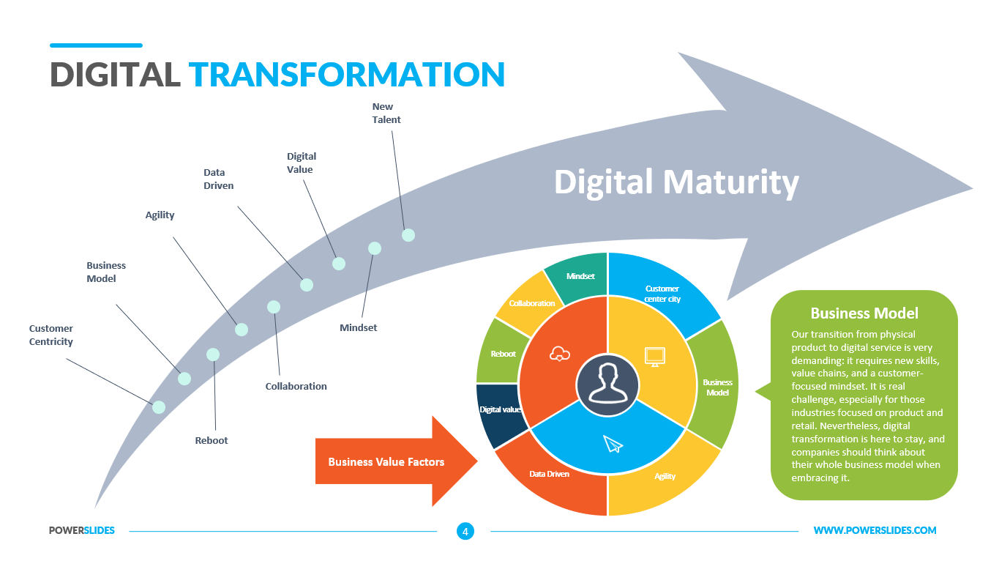 DIGITAL TRANSFORMATION
New
Talent
Digital
Value
Data
Driven
Agility
Business
Model
Customer
Centricity
Mindset
Collaboration
Reboot
Digital Maturity
Business Value Factors
Mindset
Customer
center city
Collaboration
Reboot
Business
Model
Digital value
Data Driven
Agility
Business Model
Our transition from physical
product to digital service is very
demanding: it requires new skills,
value chains, and a customer-
focused mindset. It is real
challenge, especially for those
industries focused on product and
retail. Nevertheless, digital
transformation is here to stay, and
companies should think about
their whole business model when
embracing it.
POWERSLIDES
4
WWW.POWERSLIDES.COM